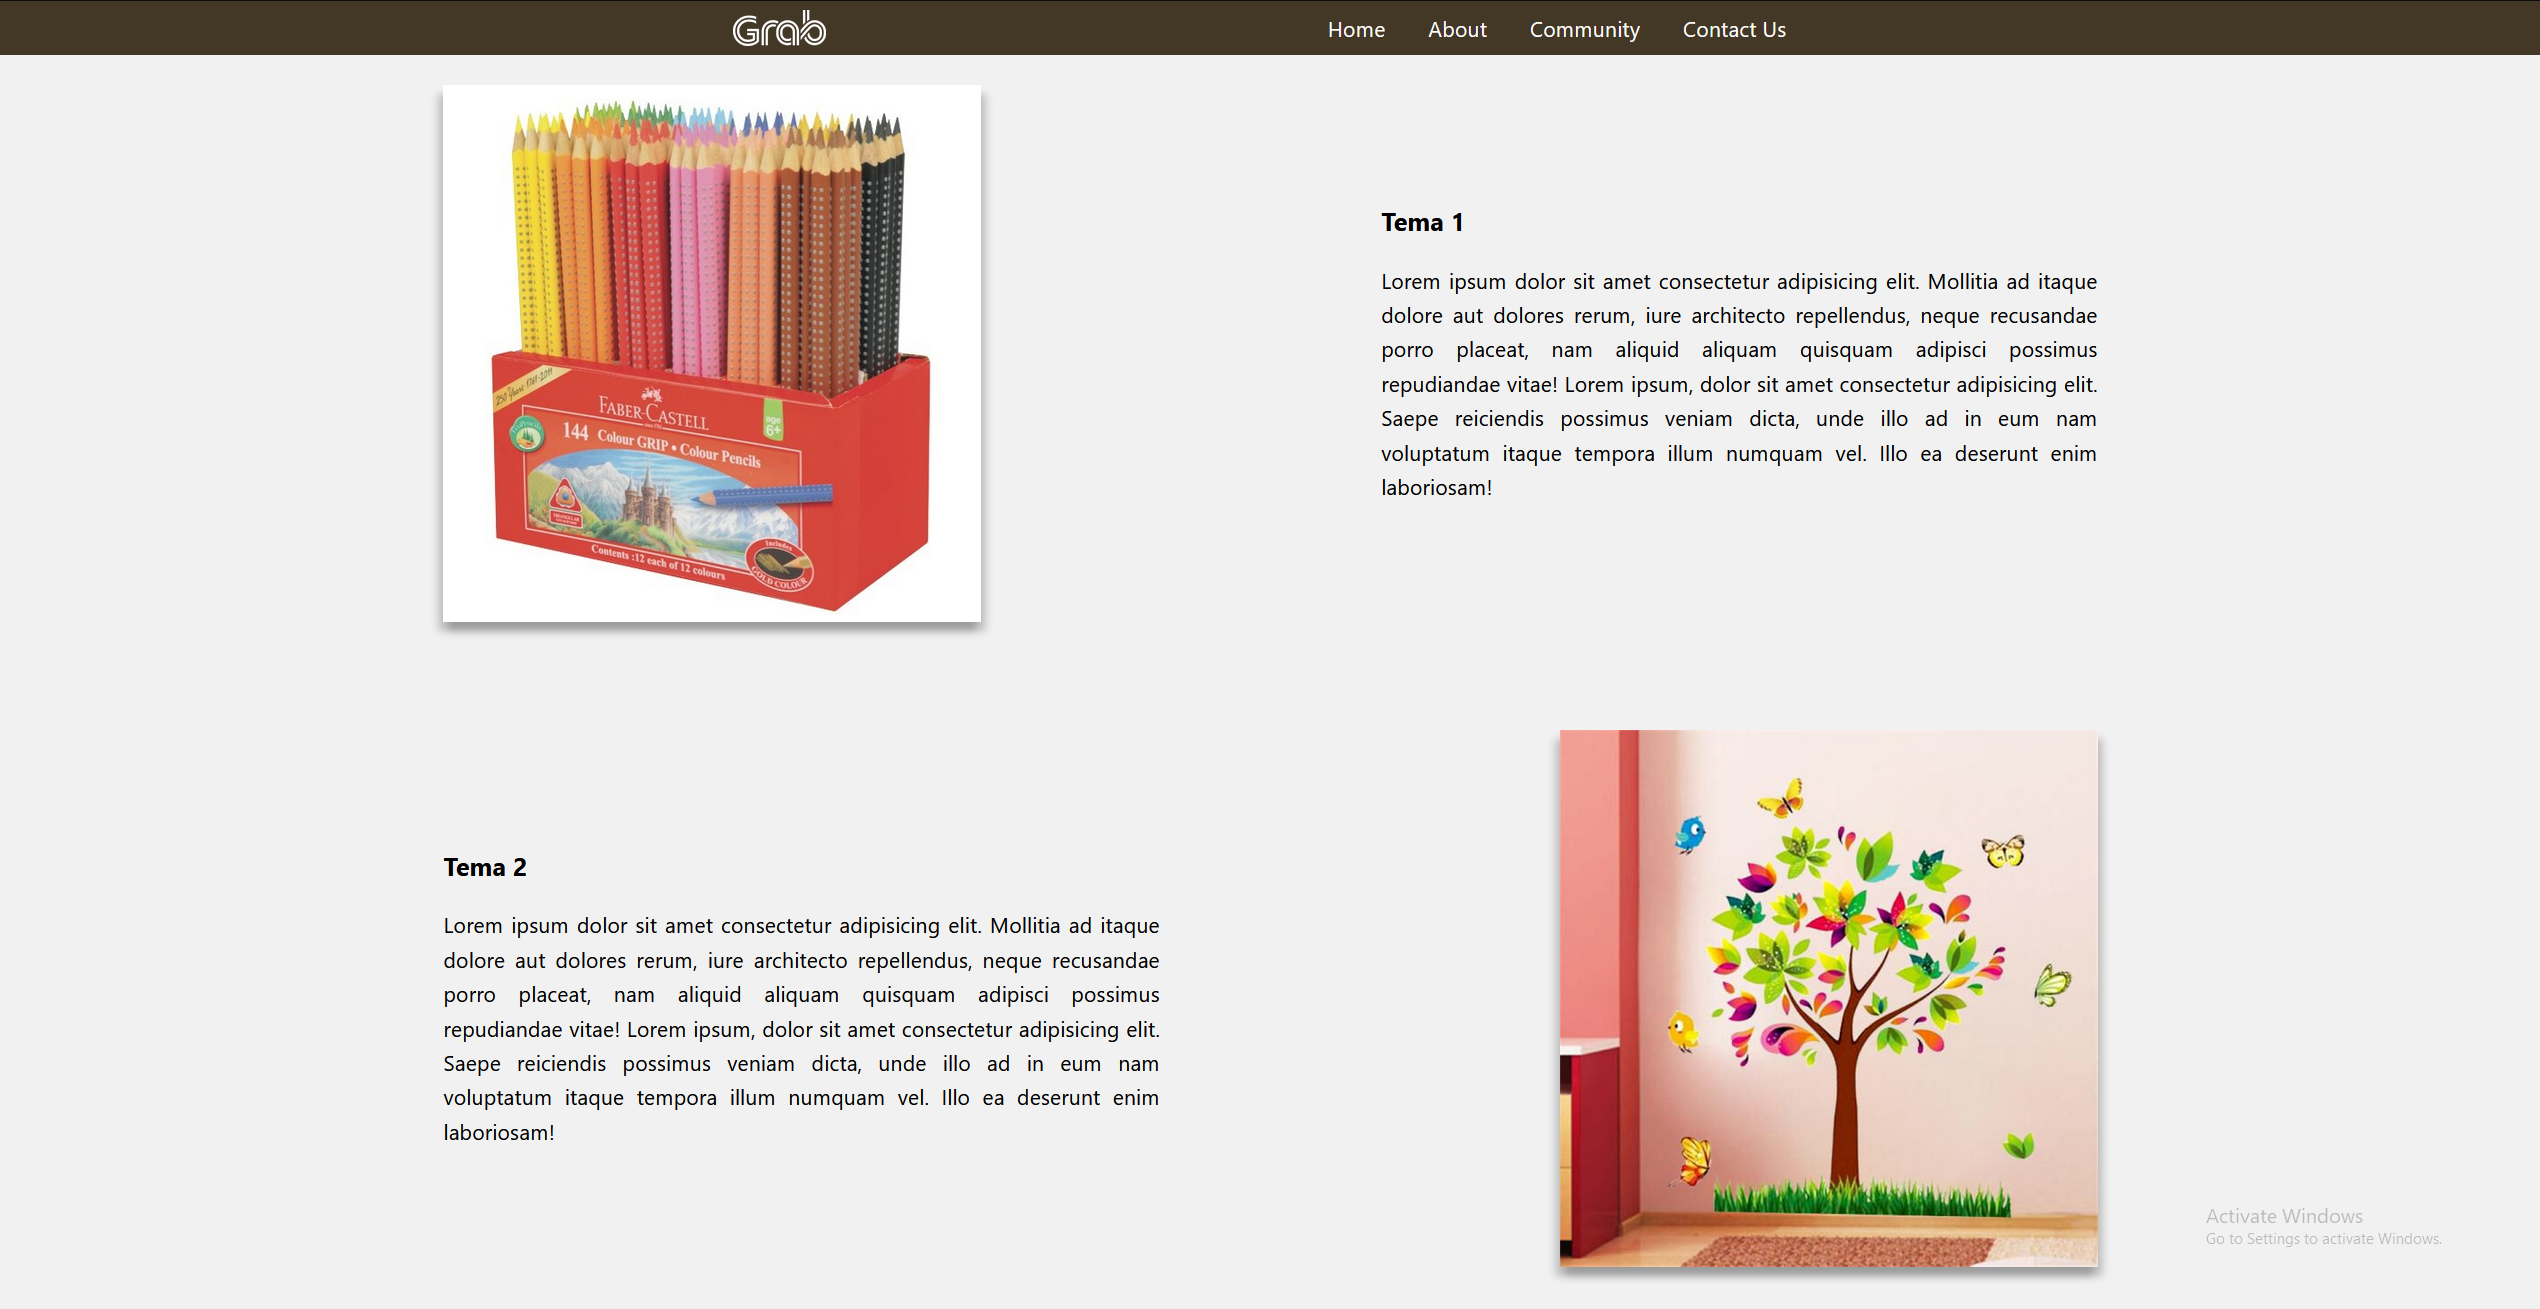 Grab
Home About Community Contact Us
250 Years 1761-2011
FABER-CASTELL
since 1761
age
6+
144 Colour GRIP • Colour Pencils
Contents :12 each of 12 colours
Includes
GOLD COLOUR
Tema 1
Lorem ipsum dolor sit amet consectetur adipisicing elit. Mollitia ad itaque
dolore aut dolores rerum, iure architecto repellendus, neque recusandae
porro placeat, nam aliquid aliquam quisquam adipisci possimus
repudiandae vitae! Lorem ipsum, dolor sit amet consectetur adipisicing elit.
Saepe reiciendis possimus veniam dicta, unde illo ad in eum nam
voluptatum itaque tempora illum numquam vel. Illo ea deserunt enim
laboriosam!
Tema 2
Lorem ipsum dolor sit amet consectetur adipisicing elit. Mollitia ad itaque
dolore aut dolores rerum, iure architecto repellendus, neque recusandae
porro placeat, nam aliquid aliquam quisquam adipisci possimus
repudiandae vitae! Lorem ipsum, dolor sit amet consectetur adipisicing elit.
Saepe reiciendis possimus veniam dicta, unde illo ad in eum nam
voluptatum itaque tempora illum numquam vel. Illo ea deserunt enim
laboriosam!
Activate Windows
Go to Settings to activate Windows.